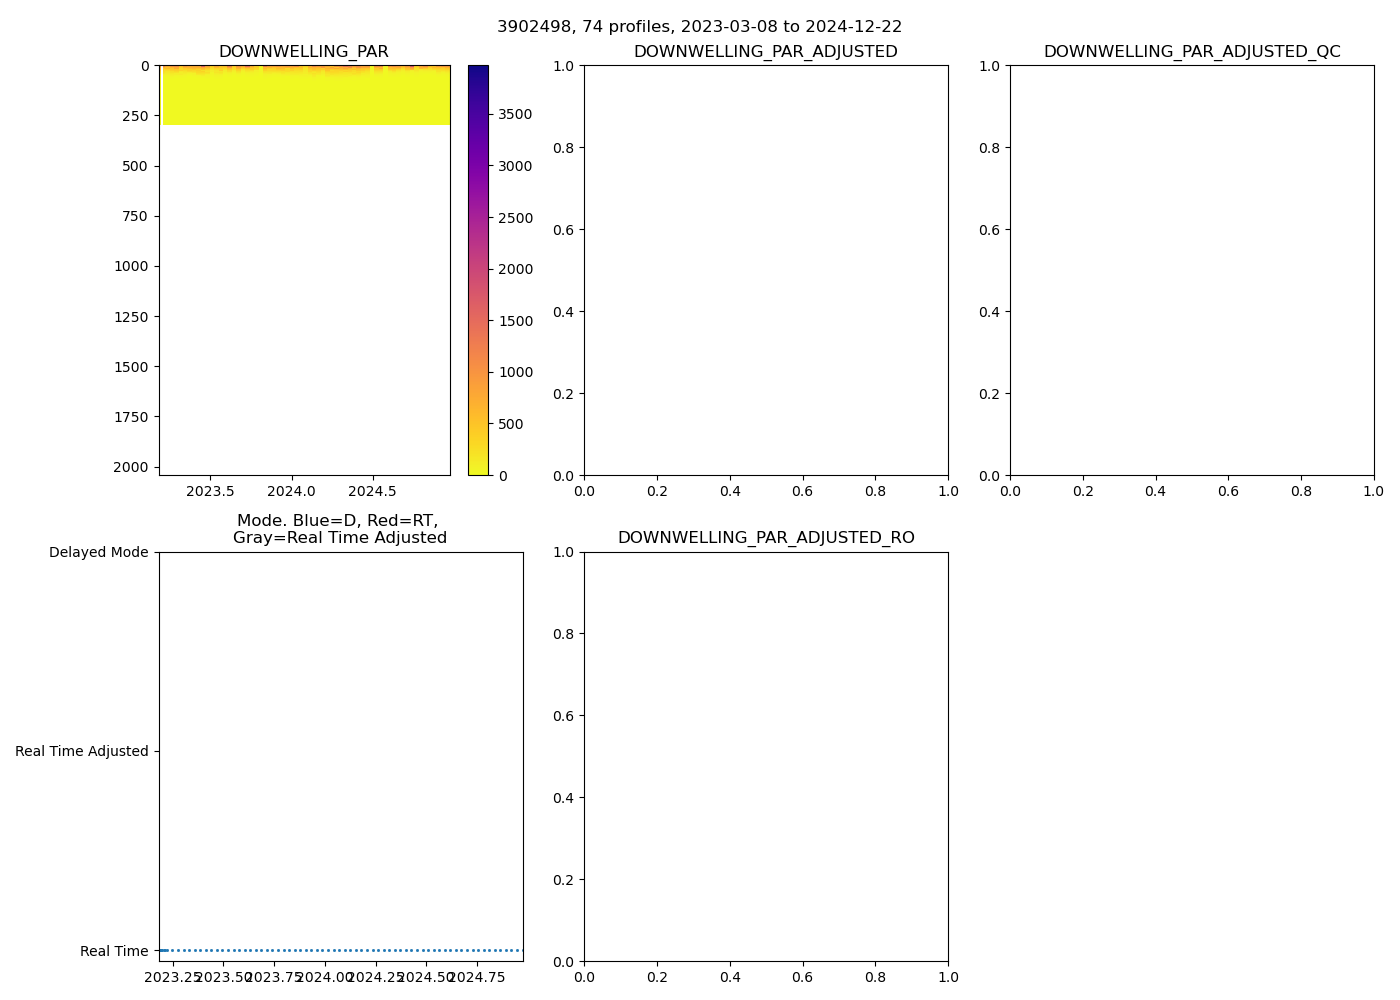 3902498, 74 profiles, 2023-03-08 to 2024-12-22
DOWNWELLING_PAR
0
250
500
750
1000
1250
1500
1750
2000
2023.5 2024.0 2024.5
3500
3000
2500
2000
1500
1000
500
0
DOWNWELLING_PAR_ADJUSTED
1.0
0.8
0.6
0.4
0.2
0.0
0.0 0.2 0.4 0.6 0.8 1.0
DOWNWELLING_PAR_ADJUSTED_QC
1.0
0.8
0.6
0.4
0.2
0.0
0.0 0.2 0.4 0.6 0.8 1.0
Mode. Blue=D, Red=RT,
Gray=Real Time Adjusted
Delayed Mode
Real Time Adjusted
Real Time
2023.25 2023.50 2023.75 2024.00 2024.25 2024.50 2024.75
DOWNWELLING_PAR_ADJUSTED_RO
1.0
0.8
0.6
0.4
0.2
0.0
0.0 0.2 0.4 0.6 0.8 1.0